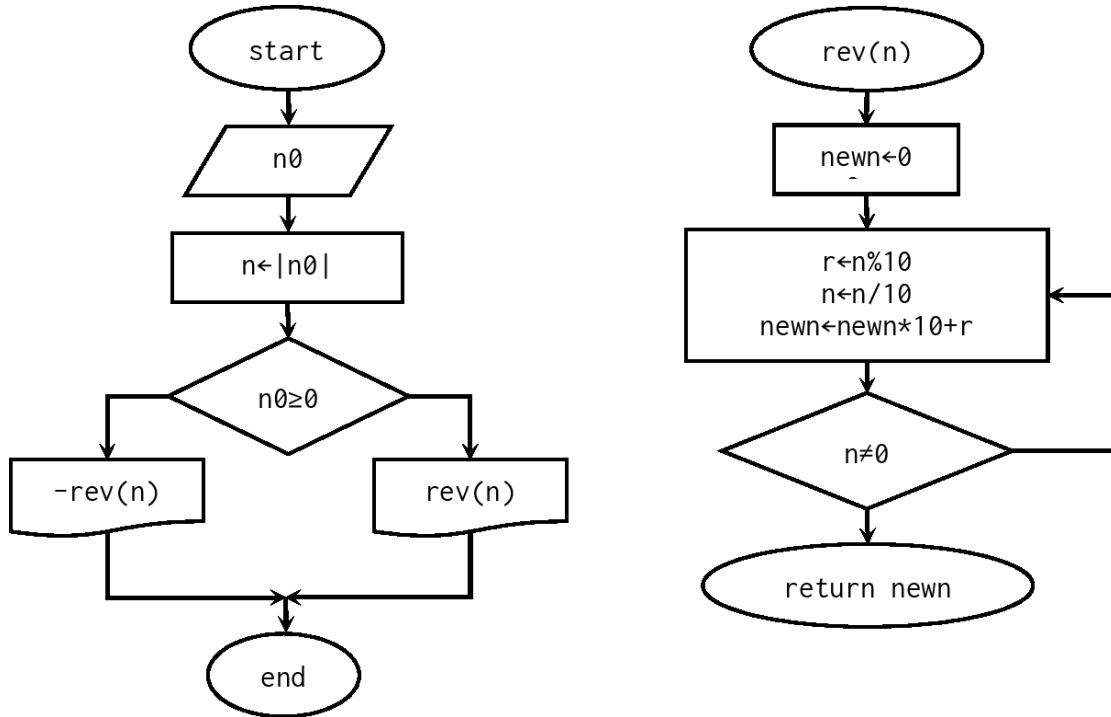 start
n0
n←|n0|
n0≥0
-rev(n)
rev(n)
end
rev(n)
newn←0
r←n%10
n←n/10
newn←newn*10+r
n≠0
return newn